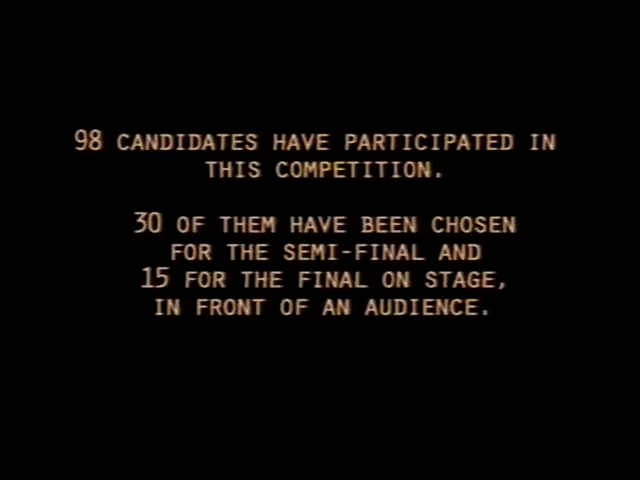 98 CANDIDATES HAVE PARTICIPATED IN
THIS COMPETITION.
30 OF THEM HAVE BEEN CHOSEN
FOR THE SEMI-FINAL AND
15 FOR THE FINAL ON STAGE,
IN FRONT OF AN AUDIENCE.